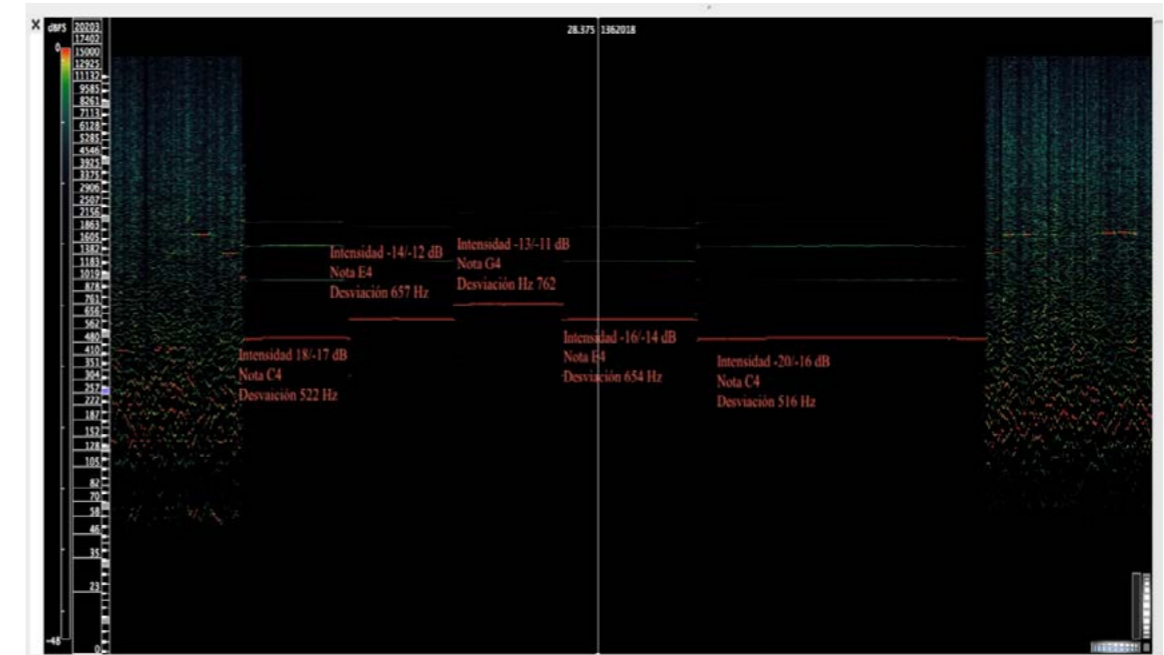 X dBFS 20203 28.375 1362018
17402
0 15000
12925
11132
9585
8261
7113
6128
5285
4546
3925
3375
2906
2507
2156
1863
1605
1382
1183
1019
878
761
656
562
480
410
351
304
257
222
187
152
128
105
82
70
58
46
35
23
-48 0
Intensidad 18/-17 dB
Nota C4
Desvaición 522 Hz
Intensidad -14/-12 dB
Nota E4
Desviación 657 Hz
Intensidad -13/-11 dB
Nota G4
Desviación Hz 762
Intensidad -16/-14 dB
Nota E4
Desviación 654 Hz
Intensidad -20/-16 dB
Nota C4
Desviación 516 Hz